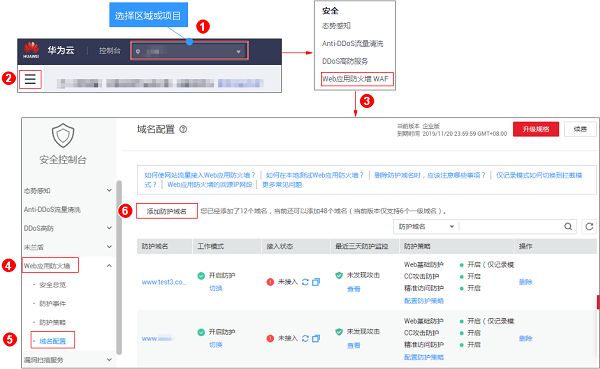 选择区域或项目
1
HUAWEI 华为云 控制台
2
安全
态势感知
Anti-DDoS流量清洗
DDoS高防服务
Web应用防火墙 WAF
3
安全控制台
态势感知
Anti-DDoS流量清洗
DDoS高防
4
Web应用防火墙
安全总览
防护事件
防护策略
5
域名配置
漏洞扫描服务
域名配置
当前版本 企业版
到期时间 2019/11/20 23:59:59 GMT+08:00
升级规格 续费
如何使网站流量接入Web应用防火墙? 如何在本地测试Web应用防火墙? 删除防护域名时,应该注意哪些事项? 仅记录模式如何切换到拦截模
式? Web应用防火墙的回源IP网段 更多常见问题
6
添加防护域名 您已经添加了12个域名,当前还可以添加48个域名(当前版本仅支持6个一级域名)。
防护域名
防护域名 工作模式 接入状态 最近三天防护监控 防护策略 操作
www.test3.co... 开启防护 切换 未接入 未发现攻击 查看 删除
Web基础防护 开启(仅记录模
CC攻击防护 开启
精准访问防护 开启
配置防护策略
www. 开启防护 切换 未接入 未发现攻击 查看 删除
Web基础防护 开启(仅记录模
CC攻击防护 开启
精准访问防护 开启
配置防护策略